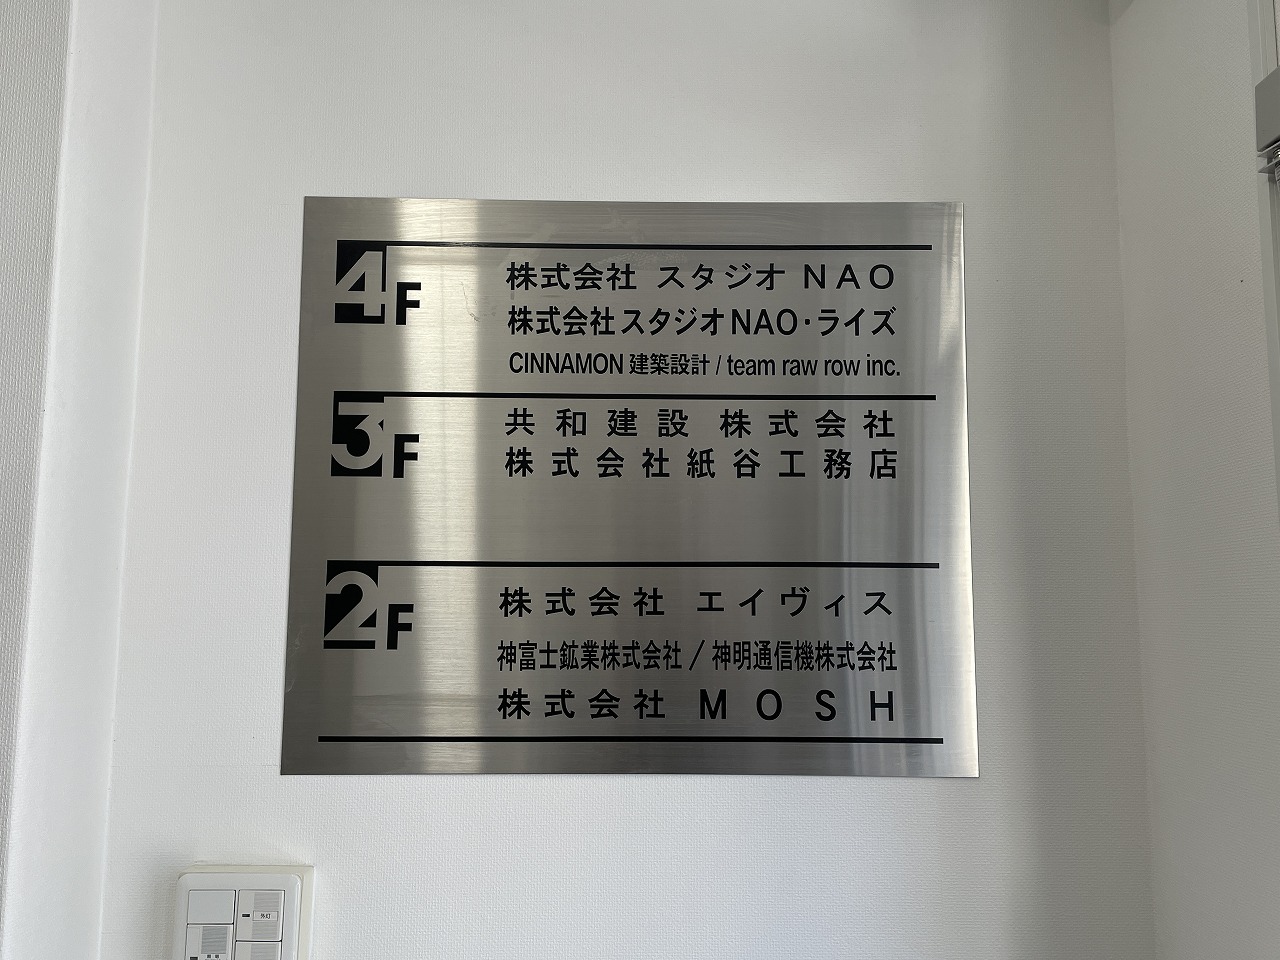 4F
株式会社 スタジオ NAO
株式会社スタジオNAO・ライズ
CINNAMON 建築設計 / team raw row inc.
3F
共和建設 株式会社
株式会社紙谷工務店
2F
株式会社 エイヴィス
神富士鉱業株式会社 / 神明通信機株式会社
株式会社 MOSH
外灯